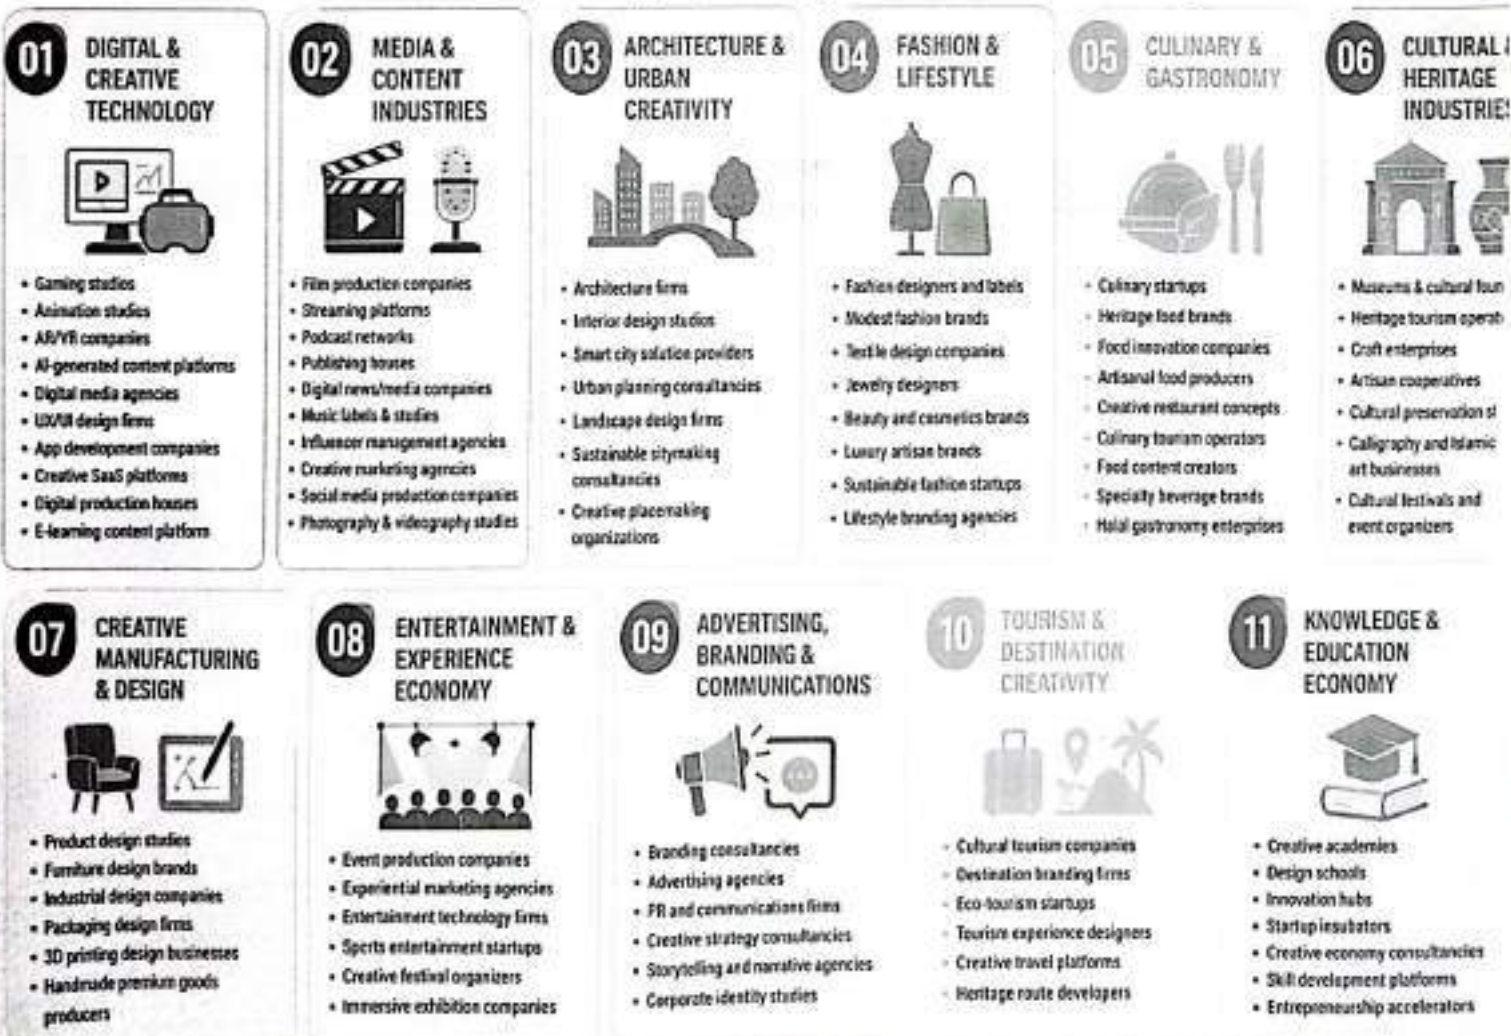 01
DIGITAL &
CREATIVE
TECHNOLOGY
• Gaming studios
• Animation studios
• AR/VR companies
• AI-generated content platforms
• Digital media agencies
• UX/UI design firms
• App development companies
• Creative SaaS platforms
• Digital production houses
• E-learning content platform
02
MEDIA &
CONTENT
INDUSTRIES
• Film production companies
• Streaming platforms
• Podcast networks
• Publishing houses
• Digital news/media companies
• Music labels & studies
• Influencer management agencies
• Creative marketing agencies
• Social media production companies
• Photography & videography studies
03
ARCHITECTURE &
URBAN
CREATIVITY
• Architecture firms
• Interior design studios
• Smart city solution providers
• Urban planning consultancies
• Landscape design firms
• Sustainable sitymaking
consultancies
• Creative placemaking
organizations
04
FASHION &
LIFESTYLE
• Fashion designers and labels
• Modest fashion brands
• Textile design companies
• Jewelry designers
• Beauty and cosmetics brands
• Luxury artisan brands
• Sustainable fashion startups
• Lifestyle branding agencies
05
CULINARY &
GASTRONOMY
• Culinary startups
• Heritage food brands
• Food innovation companies
• Artisanal food producers
• Creative restaurant concepts
• Culinary tourism operators
• Food content creators
• Specialty beverage brands
• Halal gastronomy enterprises
06
CULTURAL &
HERITAGE
INDUSTRIES
• Museums & cultural foun
• Heritage tourism operat
• Craft enterprises
• Artisan cooperatives
• Cultural preservation st
• Calligraphy and Islamic
art businesses
• Cultural festivals and
event organizers
07
CREATIVE
MANUFACTURING
& DESIGN
• Product design studies
• Furniture design brands
• Industrial design companies
• Packaging design firms
• 3D printing design businesses
• Handmade premium goods
producers
08
ENTERTAINMENT &
EXPERIENCE
ECONOMY
• Event production companies
• Experiential marketing agencies
• Entertainment technology firms
• Sports entertainment startups
• Creative festival organizers
• Immersive exhibition companies
09
ADVERTISING,
BRANDING &
COMMUNICATIONS
• Branding consultancies
• Advertising agencies
• PR and communications firms
• Creative strategy consultancies
• Storytelling and narrative agencies
• Corporate identity studies
10
TOURISM &
DESTINATION
CREATIVITY
• Cultural tourism companies
• Destination branding firms
• Eco-tourism startups
• Tourism experience designers
• Creative travel platforms
• Heritage route developers
11
KNOWLEDGE &
EDUCATION
ECONOMY
• Creative academies
• Design schools
• Innovation hubs
• Startup insubators
• Creative economy consultancies
• Skill development platforms
• Entrepreneurship accelerators